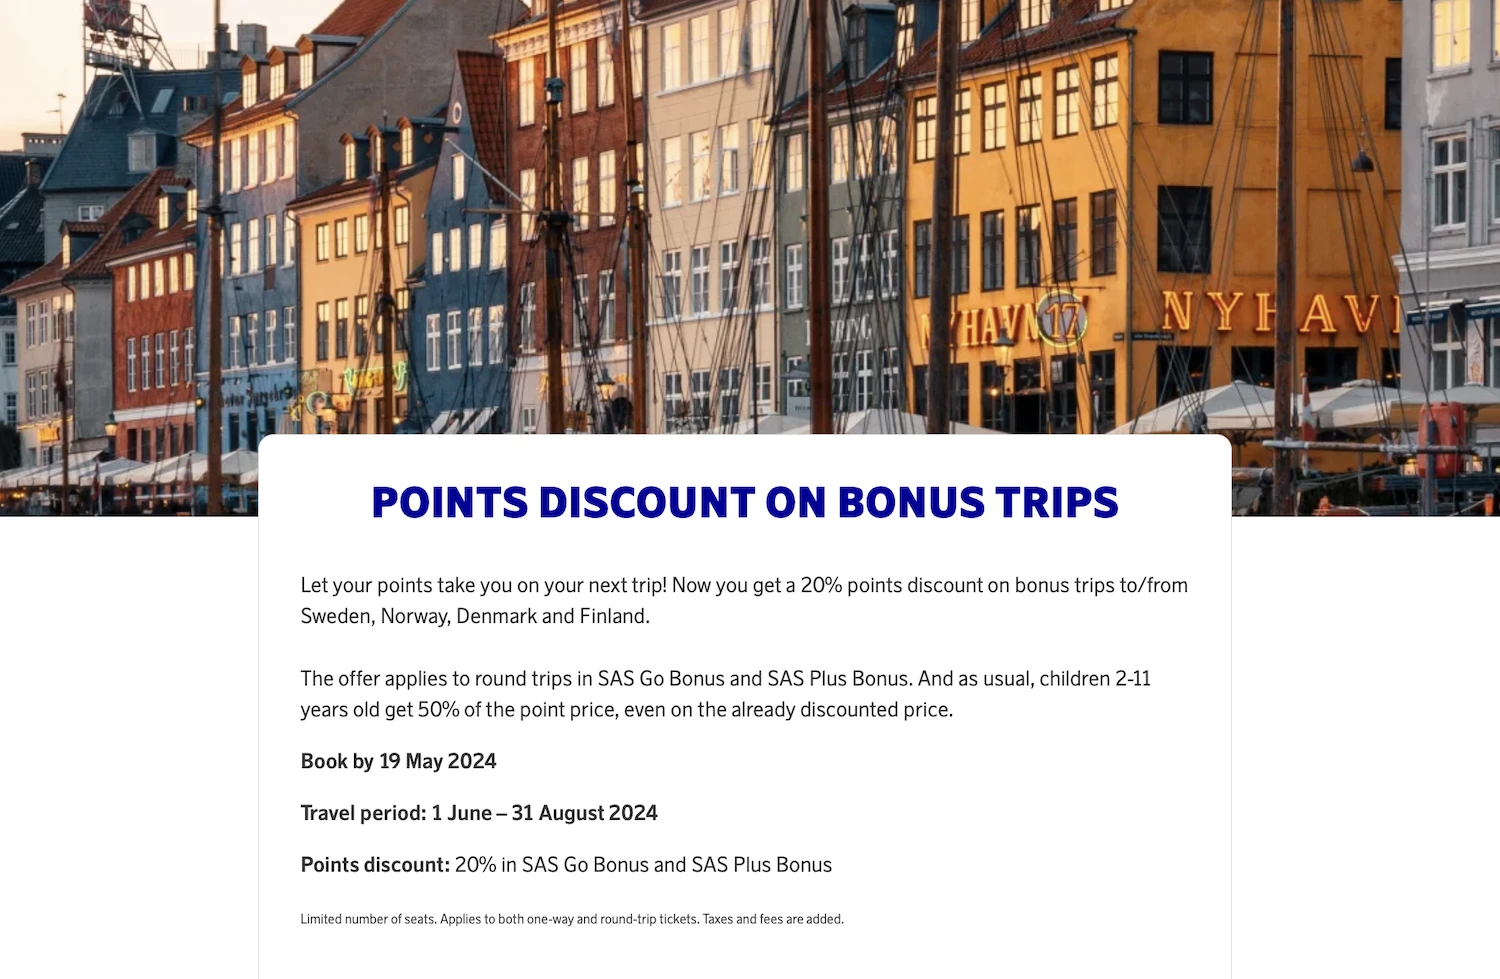 NYHAVN 17
NYHAV
POINTS DISCOUNT ON BONUS TRIPS
Let your points take you on your next trip! Now you get a 20% points discount on bonus trips to/from
Sweden, Norway, Denmark and Finland.
The offer applies to round trips in SAS Go Bonus and SAS Plus Bonus. And as usual, children 2-11
years old get 50% of the point price, even on the already discounted price.
Book by 19 May 2024
Travel period: 1 June – 31 August 2024
Points discount: 20% in SAS Go Bonus and SAS Plus Bonus
Limited number of seats. Applies to both one-way and round-trip tickets. Taxes and fees are added.